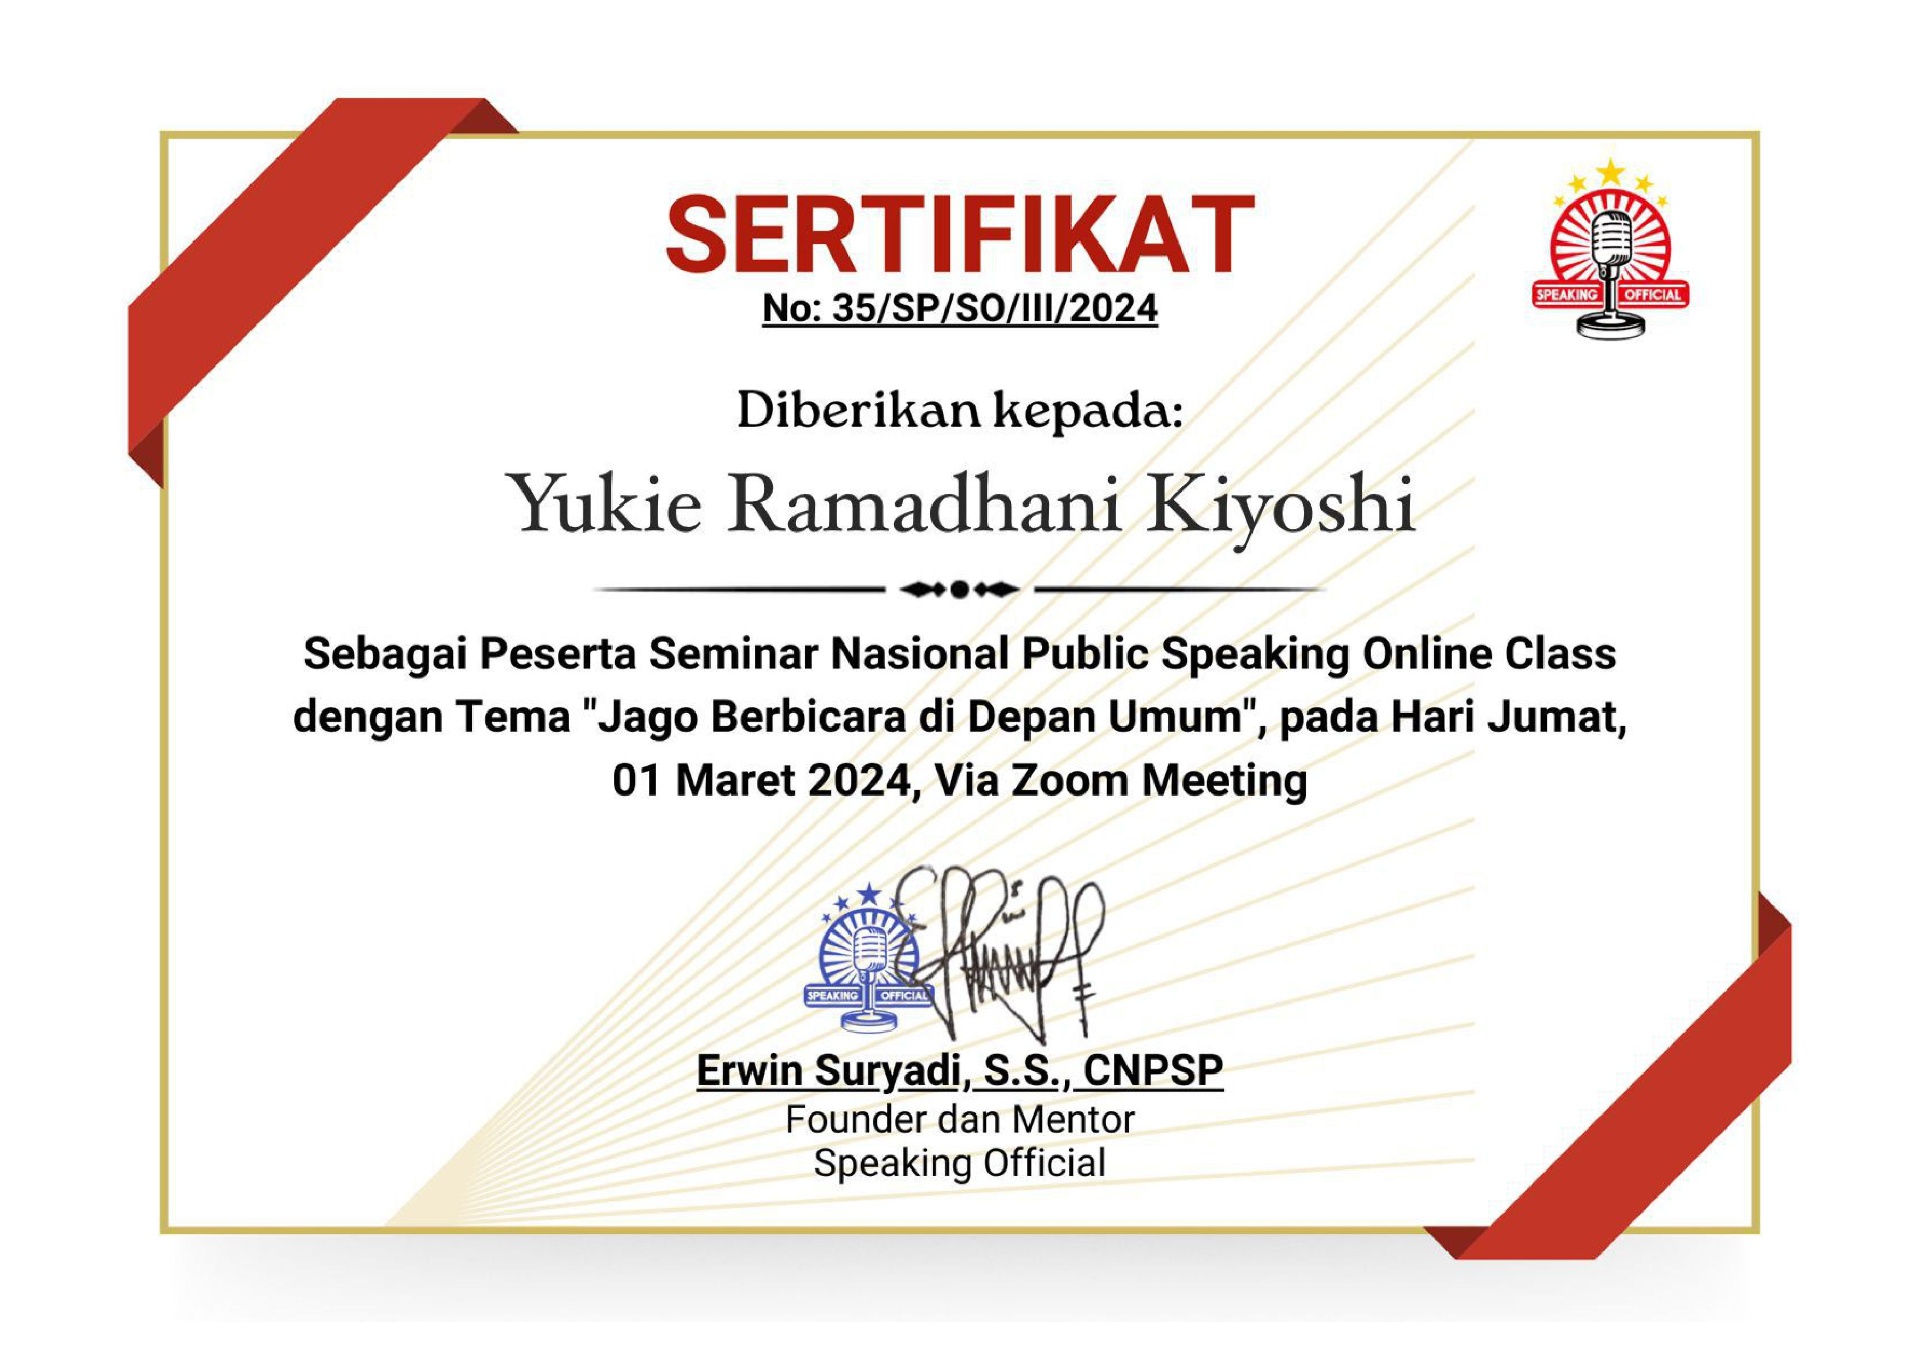 SERTIFIKAT
No: 35/SP/SO/III/2024
SPEAKING OFFICIAL
Diberikan kepada:
Yukie Ramadhani Kiyoshi
Sebagai Peserta Seminar Nasional Public Speaking Online Class
dengan Tema "Jago Berbicara di Depan Umum", pada Hari Jumat,
01 Maret 2024, Via Zoom Meeting
SPEAKING OFFICIAL
Erwin Suryadi, S.S., CNPSP
Founder dan Mentor
Speaking Official